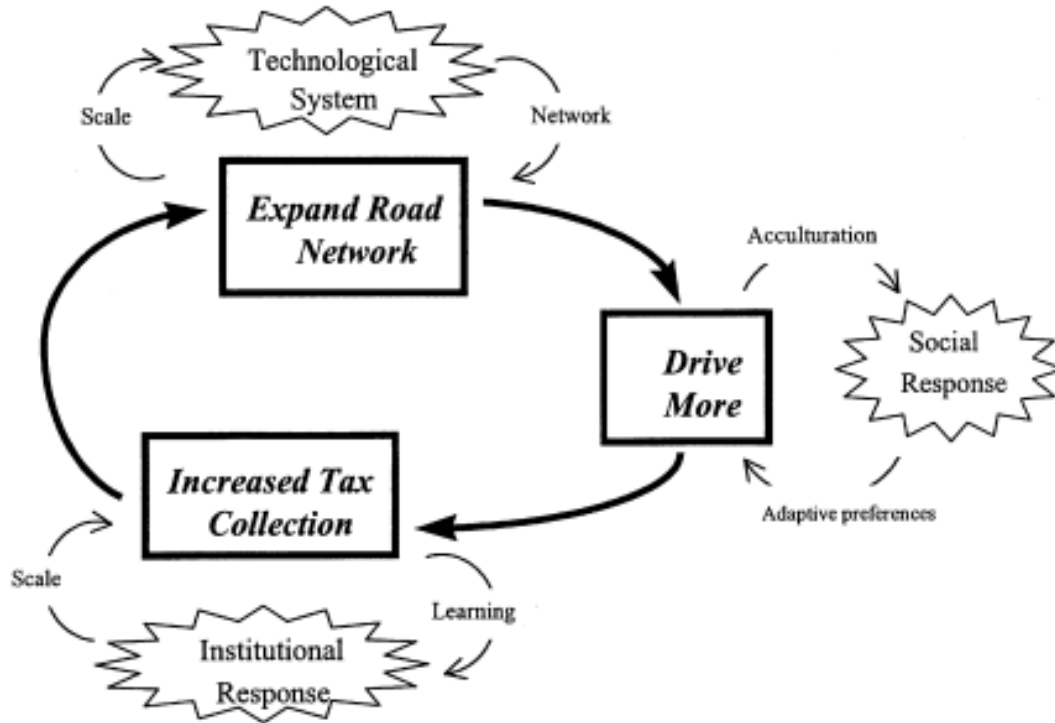 Technological
System
Scale
Network
Expand Road
Network
Acculturation
Drive
More
Social
Response
Increased Tax
Collection
Adaptive preferences
Scale
Learning
Institutional
Response